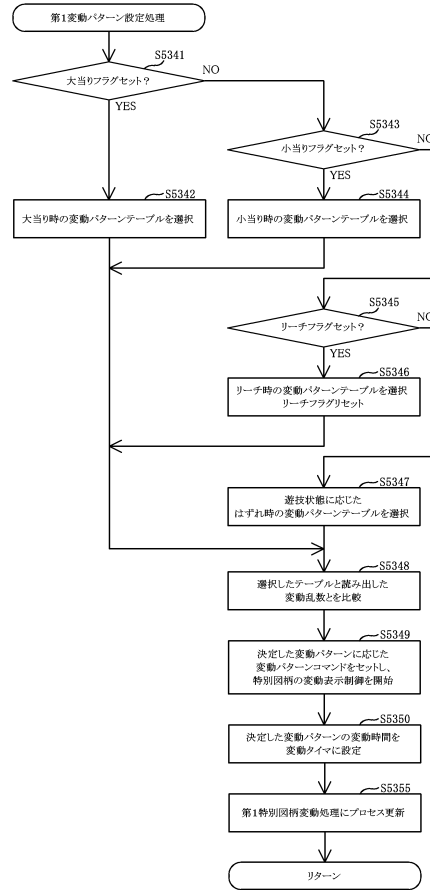 第1変動パターン設定処理
S5341
大当りフラグセット?
NO
YES
S5343
小当りフラグセット?
NO
YES
S5342
大当り時の変動パターンテーブルを選択
S5344
小当り時の変動パターンテーブルを選択
S5345
リーチフラグセット?
NO
YES
S5346
リーチ時の変動パターンテーブルを選択
リーチフラグリセット
S5347
遊技状態に応じた
はずれ時の変動パターンテーブルを選択
S5348
選択したテーブルと読み出した
変動乱数とを比較
S5349
決定した変動パターンに応じた
変動パターンコマンドをセットし、
特別図柄の変動表示制御を開始
S5350
決定した変動パターンの変動時間を
変動タイマに設定
S5355
第1特別図柄変動処理にプロセス更新
リターン